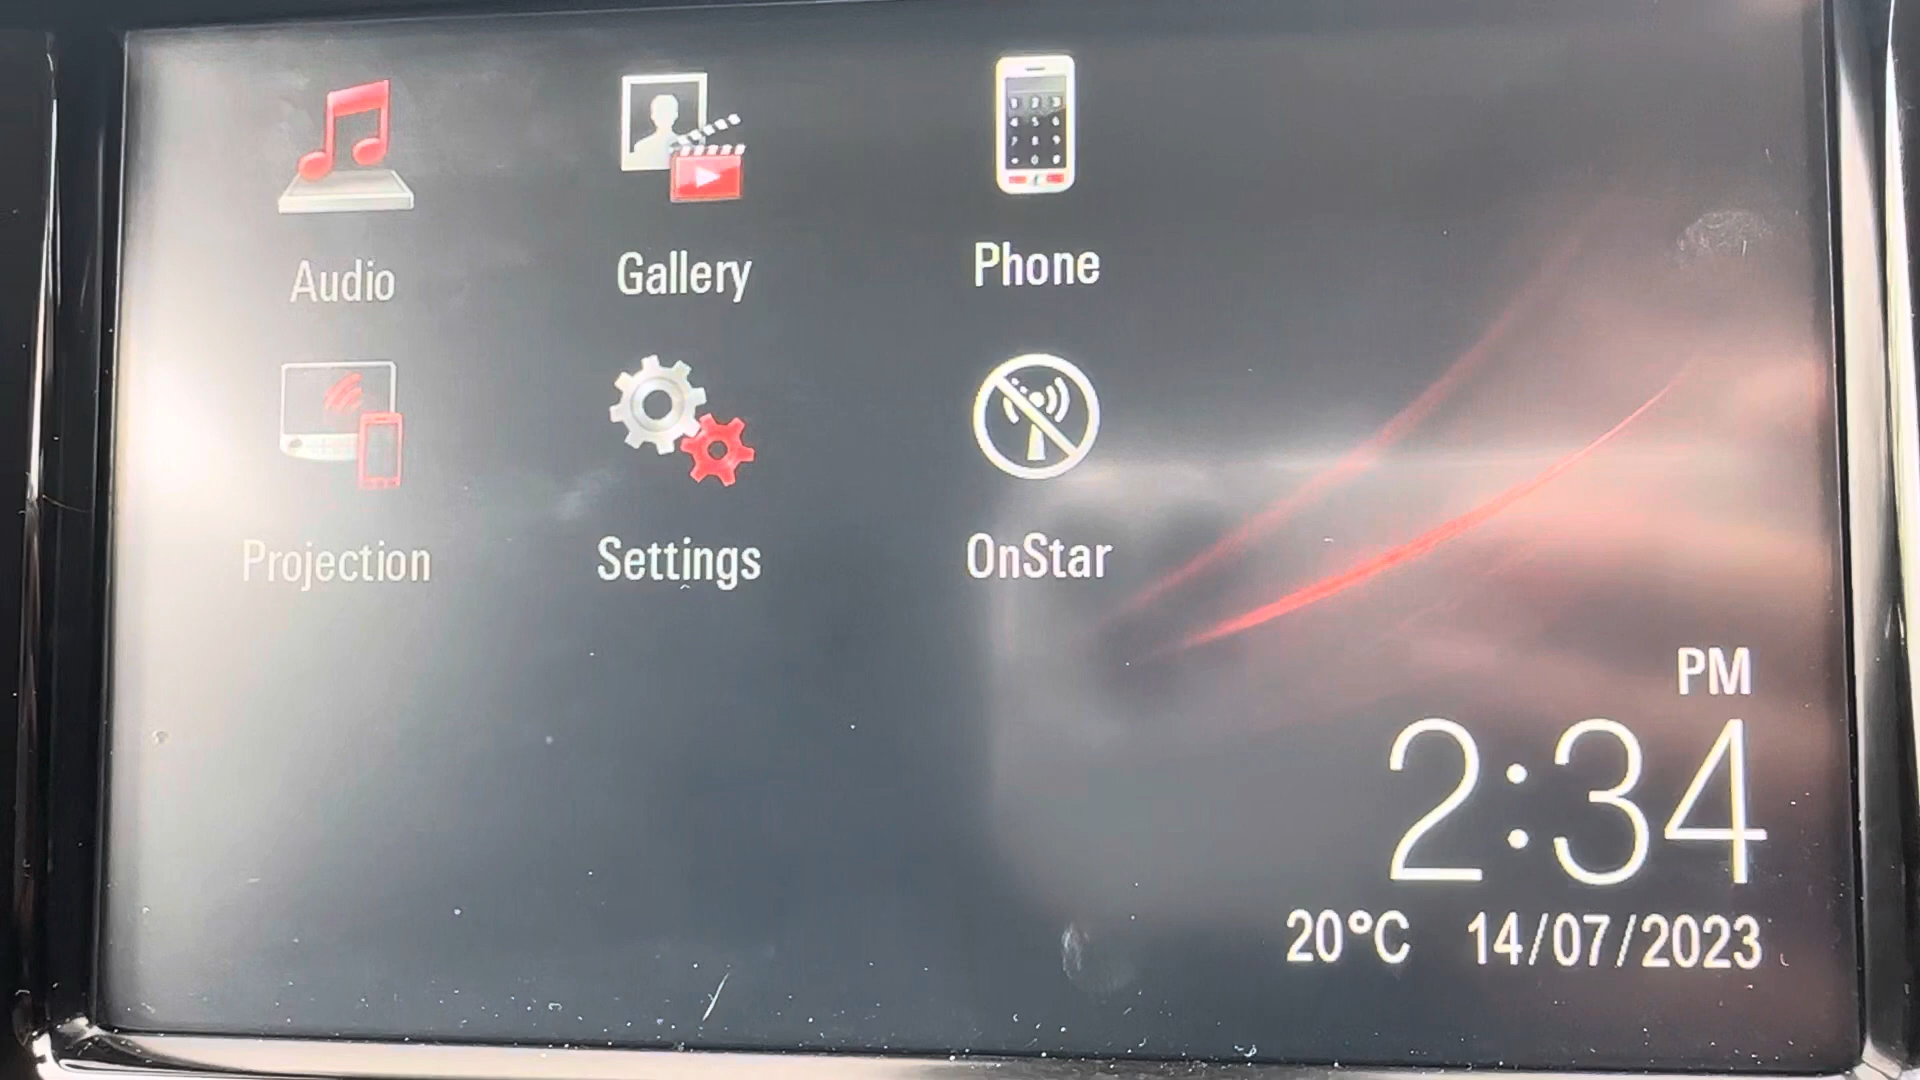 Audio
Gallery
Phone
Projection
Settings
OnStar
PM
2:34
20°C 14/07/2023